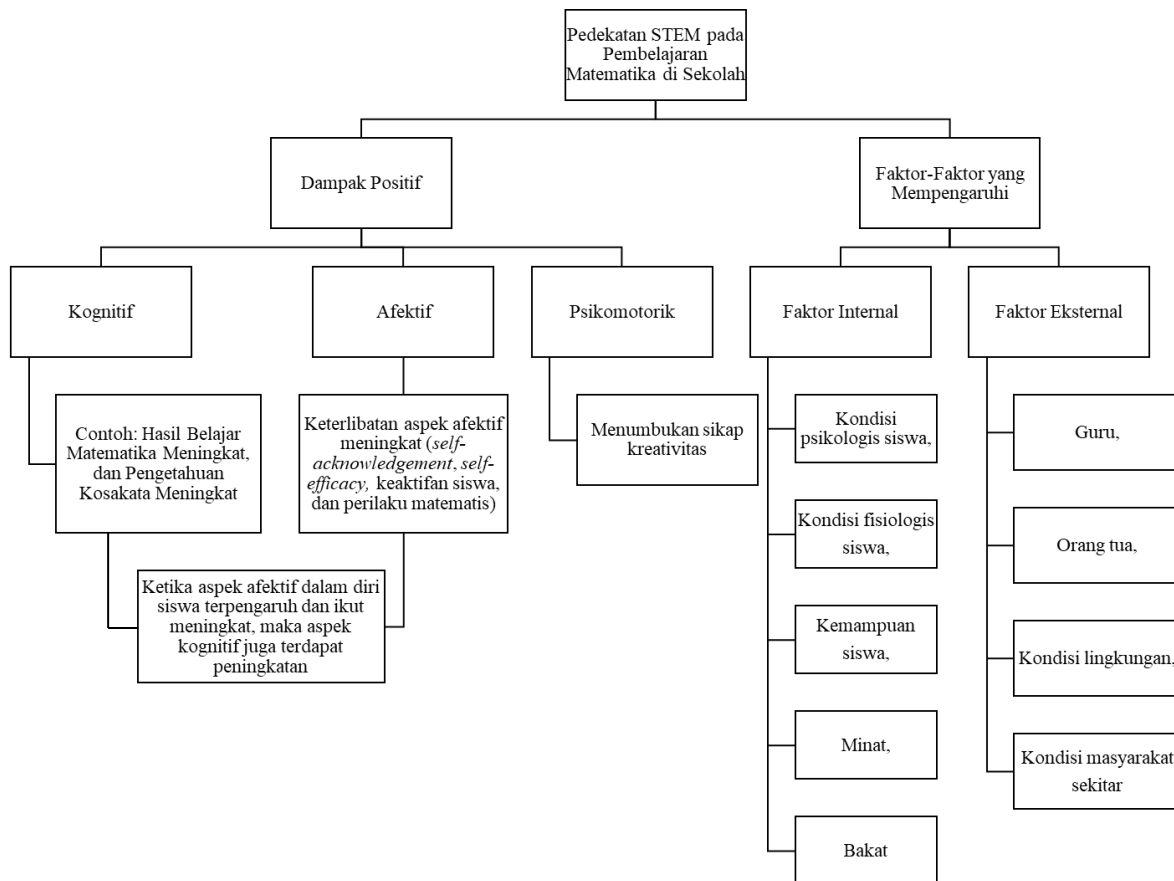 Pedekatan STEM pada
Pembelajaran
Matematika di Sekolah
Dampak Positif
Faktor-Faktor yang
Mempengaruhi
Kognitif
Afektif
Psikomotorik
Faktor Internal
Faktor Eksternal
Contoh: Hasil Belajar
Matematika Meningkat,
dan Pengetahuan
Kosakata Meningkat
Keterlibatan aspek afektif
meningkat (self-
acknowledgement, self-
efficacy, keaktifan siswa,
dan perilaku matematis)
Ketika aspek afektif dalam diri
siswa terpengaruh dan ikut
meningkat, maka aspek
kognitif juga terdapat
peningkatan
Menumbukan sikap
kreativitas
Kondisi
psikologis siswa,
Kondisi fisiologis
siswa,
Kemampuan
siswa,
Minat,
Bakat
Guru,
Orang tua,
Kondisi lingkungan,
Kondisi masyarakat
sekitar